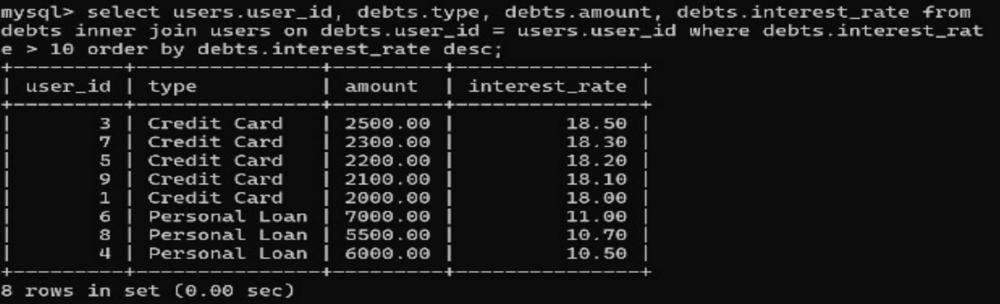 mysql> select users.user_id, debts.type, debts.amount, debts.interest_rate from
debts inner join users on debts.user_id = users.user_id where debts.interest_rat
e > 10 order by debts.interest_rate desc;
+---------+---------------+---------+---------------+
| user_id | type          | amount  | interest_rate |
+---------+---------------+---------+---------------+
|       3 | Credit Card   | 2500.00 |         18.50 |
|       7 | Credit Card   | 2300.00 |         18.30 |
|       5 | Credit Card   | 2200.00 |         18.20 |
|       9 | Credit Card   | 2100.00 |         18.10 |
|       1 | Credit Card   | 2000.00 |         18.00 |
|       6 | Personal Loan | 7000.00 |         11.00 |
|       8 | Personal Loan | 5500.00 |         10.70 |
|       4 | Personal Loan | 6000.00 |         10.50 |
+---------+---------------+---------+---------------+
8 rows in set (0.00 sec)